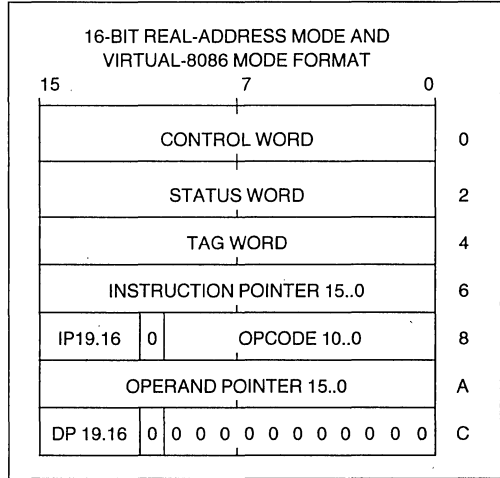 16-BIT REAL-ADDRESS MODE AND
VIRTUAL-8086 MODE FORMAT
15 7 0
CONTROL WORD 0
STATUS WORD 2
TAG WORD 4
INSTRUCTION POINTER 15..0 6
IP19.16 0 OPCODE 10..0 8
OPERAND POINTER 15..0 A
DP 19.16 0 0 0 0 0 0 0 0 0 0 0 0 C